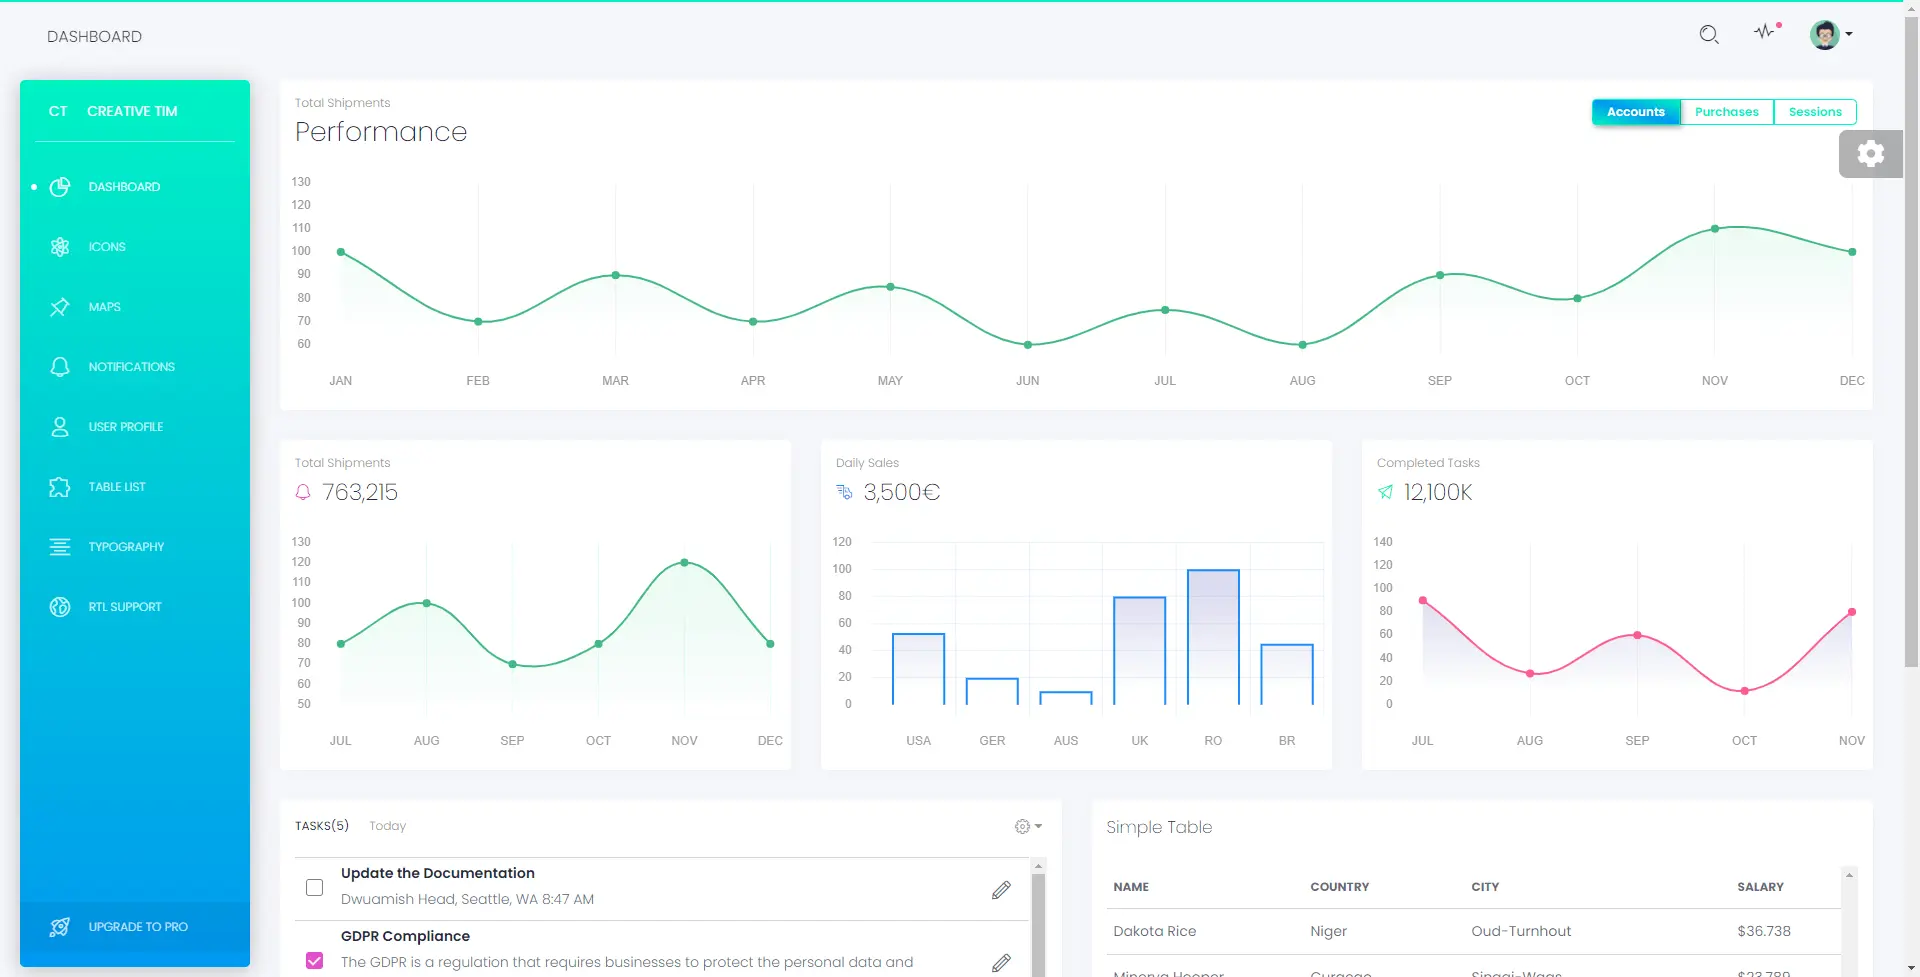 DASHBOARD
CT CREATIVE TIM
DASHBOARD
ICONS
MAPS
NOTIFICATIONS
USER PROFILE
TABLE LIST
TYPOGRAPHY
RTL SUPPORT
UPGRADE TO PRO
Total Shipments
Performance
Accounts Purchases Sessions
130
120
110
100
90
80
70
60
JAN FEB MAR APR MAY JUN JUL AUG SEP OCT NOV DEC
Total Shipments
763,215
130
120
110
100
90
80
70
60
50
JUL AUG SEP OCT NOV DEC
Daily Sales
3,500€
120
100
80
60
40
20
0
USA GER AUS UK RO BR
Completed Tasks
12,100K
140
120
100
80
60
40
20
0
JUL AUG SEP OCT NOV
TASKS(5) Today
Update the Documentation
Dwuamish Head, Seattle, WA 8:47 AM
GDPR Compliance
The GDPR is a regulation that requires businesses to protect the personal data and
Simple Table
NAME COUNTRY CITY SALARY
Dakota Rice Niger Oud-Turnhout $36.738
Minerva Hooper Curaçao Sinaai-Waas $23.789